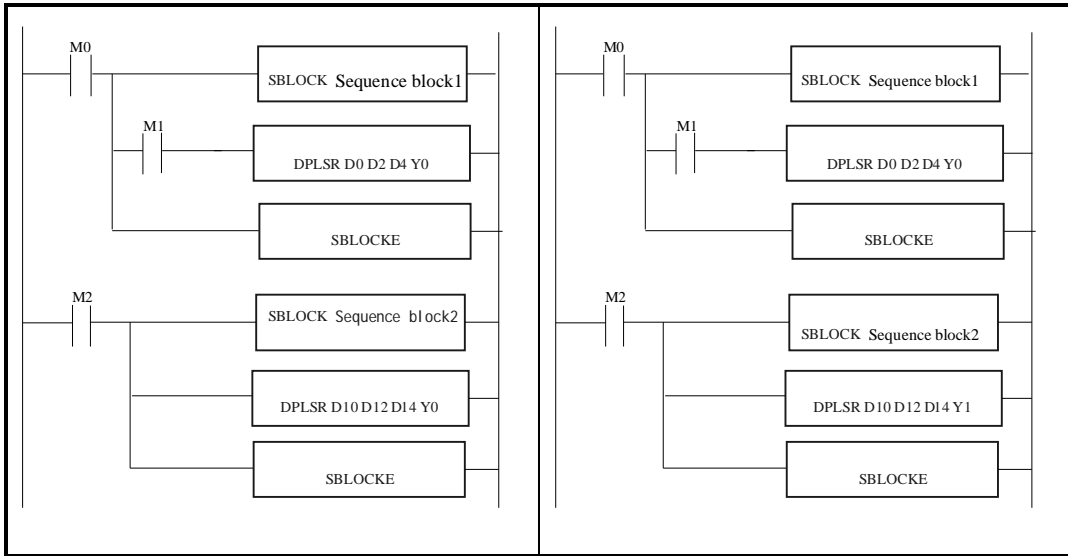 M0
SBLOCK Sequence block1
M1
DPLSR D0 D2 D4 Y0
SBLOCKE
M2
SBLOCK Sequence block2
DPLSR D10 D12 D14 Y0
SBLOCKE
M0
SBLOCK Sequence block1
M1
DPLSR D0 D2 D4 Y0
SBLOCKE
M2
SBLOCK Sequence block2
DPLSR D10 D12 D14 Y1
SBLOCKE